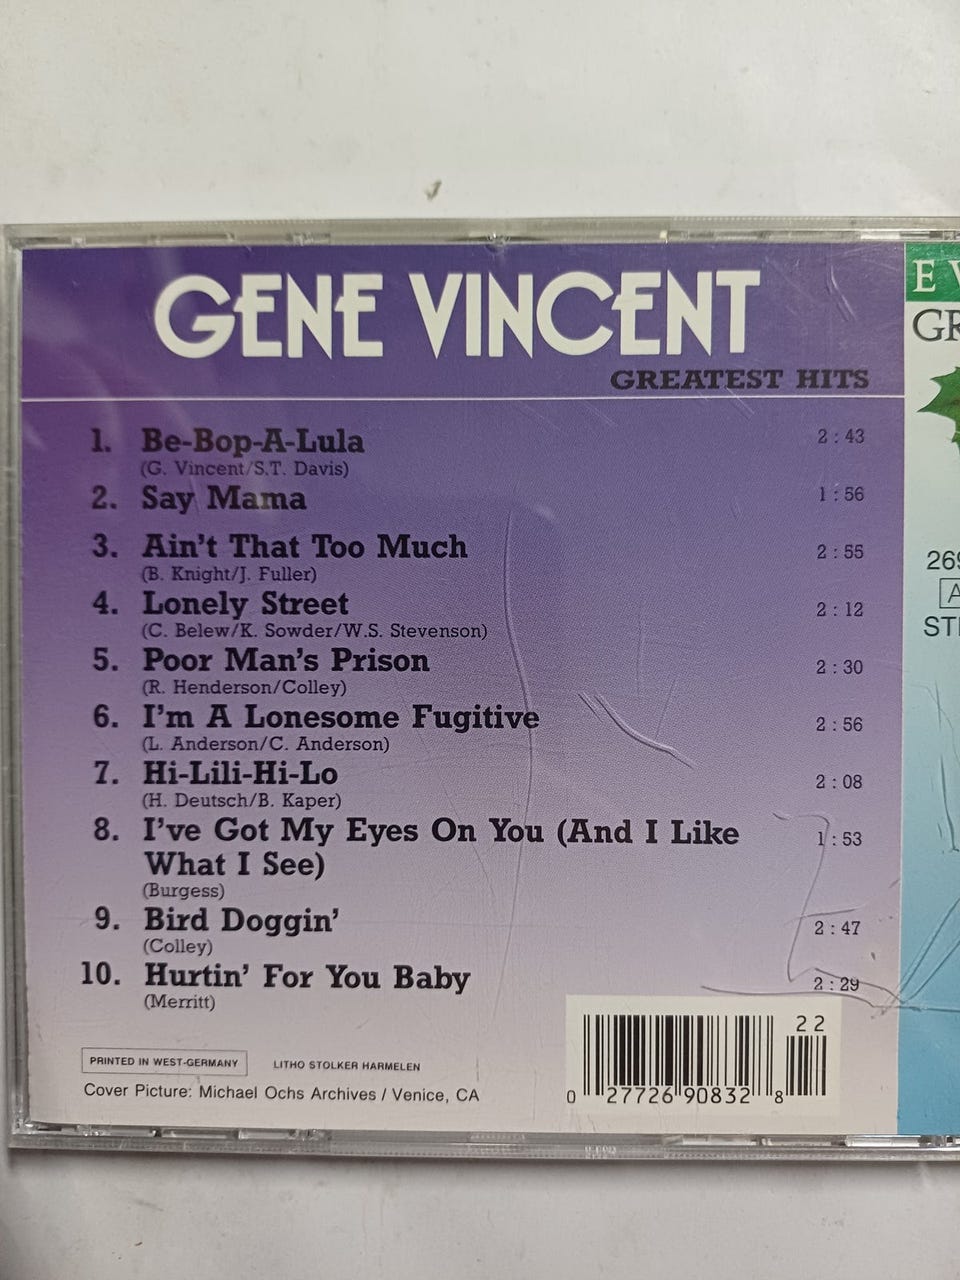 GENE VINCENT
GREATEST HITS
1. Be-Bop-A-Lula 2 : 43
(G. Vincent/S.T. Davis)
2. Say Mama 1 : 56
3. Ain't That Too Much 2 : 55
(B. Knight/J. Fuller)
4. Lonely Street 2 : 12
(C. Belew/K. Sowder/W.S. Stevenson)
5. Poor Man's Prison 2 : 30
(R. Henderson/Colley)
6. I'm A Lonesome Fugitive 2 : 56
(L. Anderson/C. Anderson)
7. Hi-Lili-Hi-Lo 2 : 08
(H. Deutsch/B. Kaper)
8. I've Got My Eyes On You (And I Like 1 : 53
What I See)
(Burgess)
9. Bird Doggin' 2 : 47
(Colley)
10. Hurtin' For You Baby 2 : 29
(Merritt)
PRINTED IN WEST-GERMANY LITHO STOLKER HARMELEN
Cover Picture: Michael Ochs Archives / Venice, CA
22
0 27726 90832 8